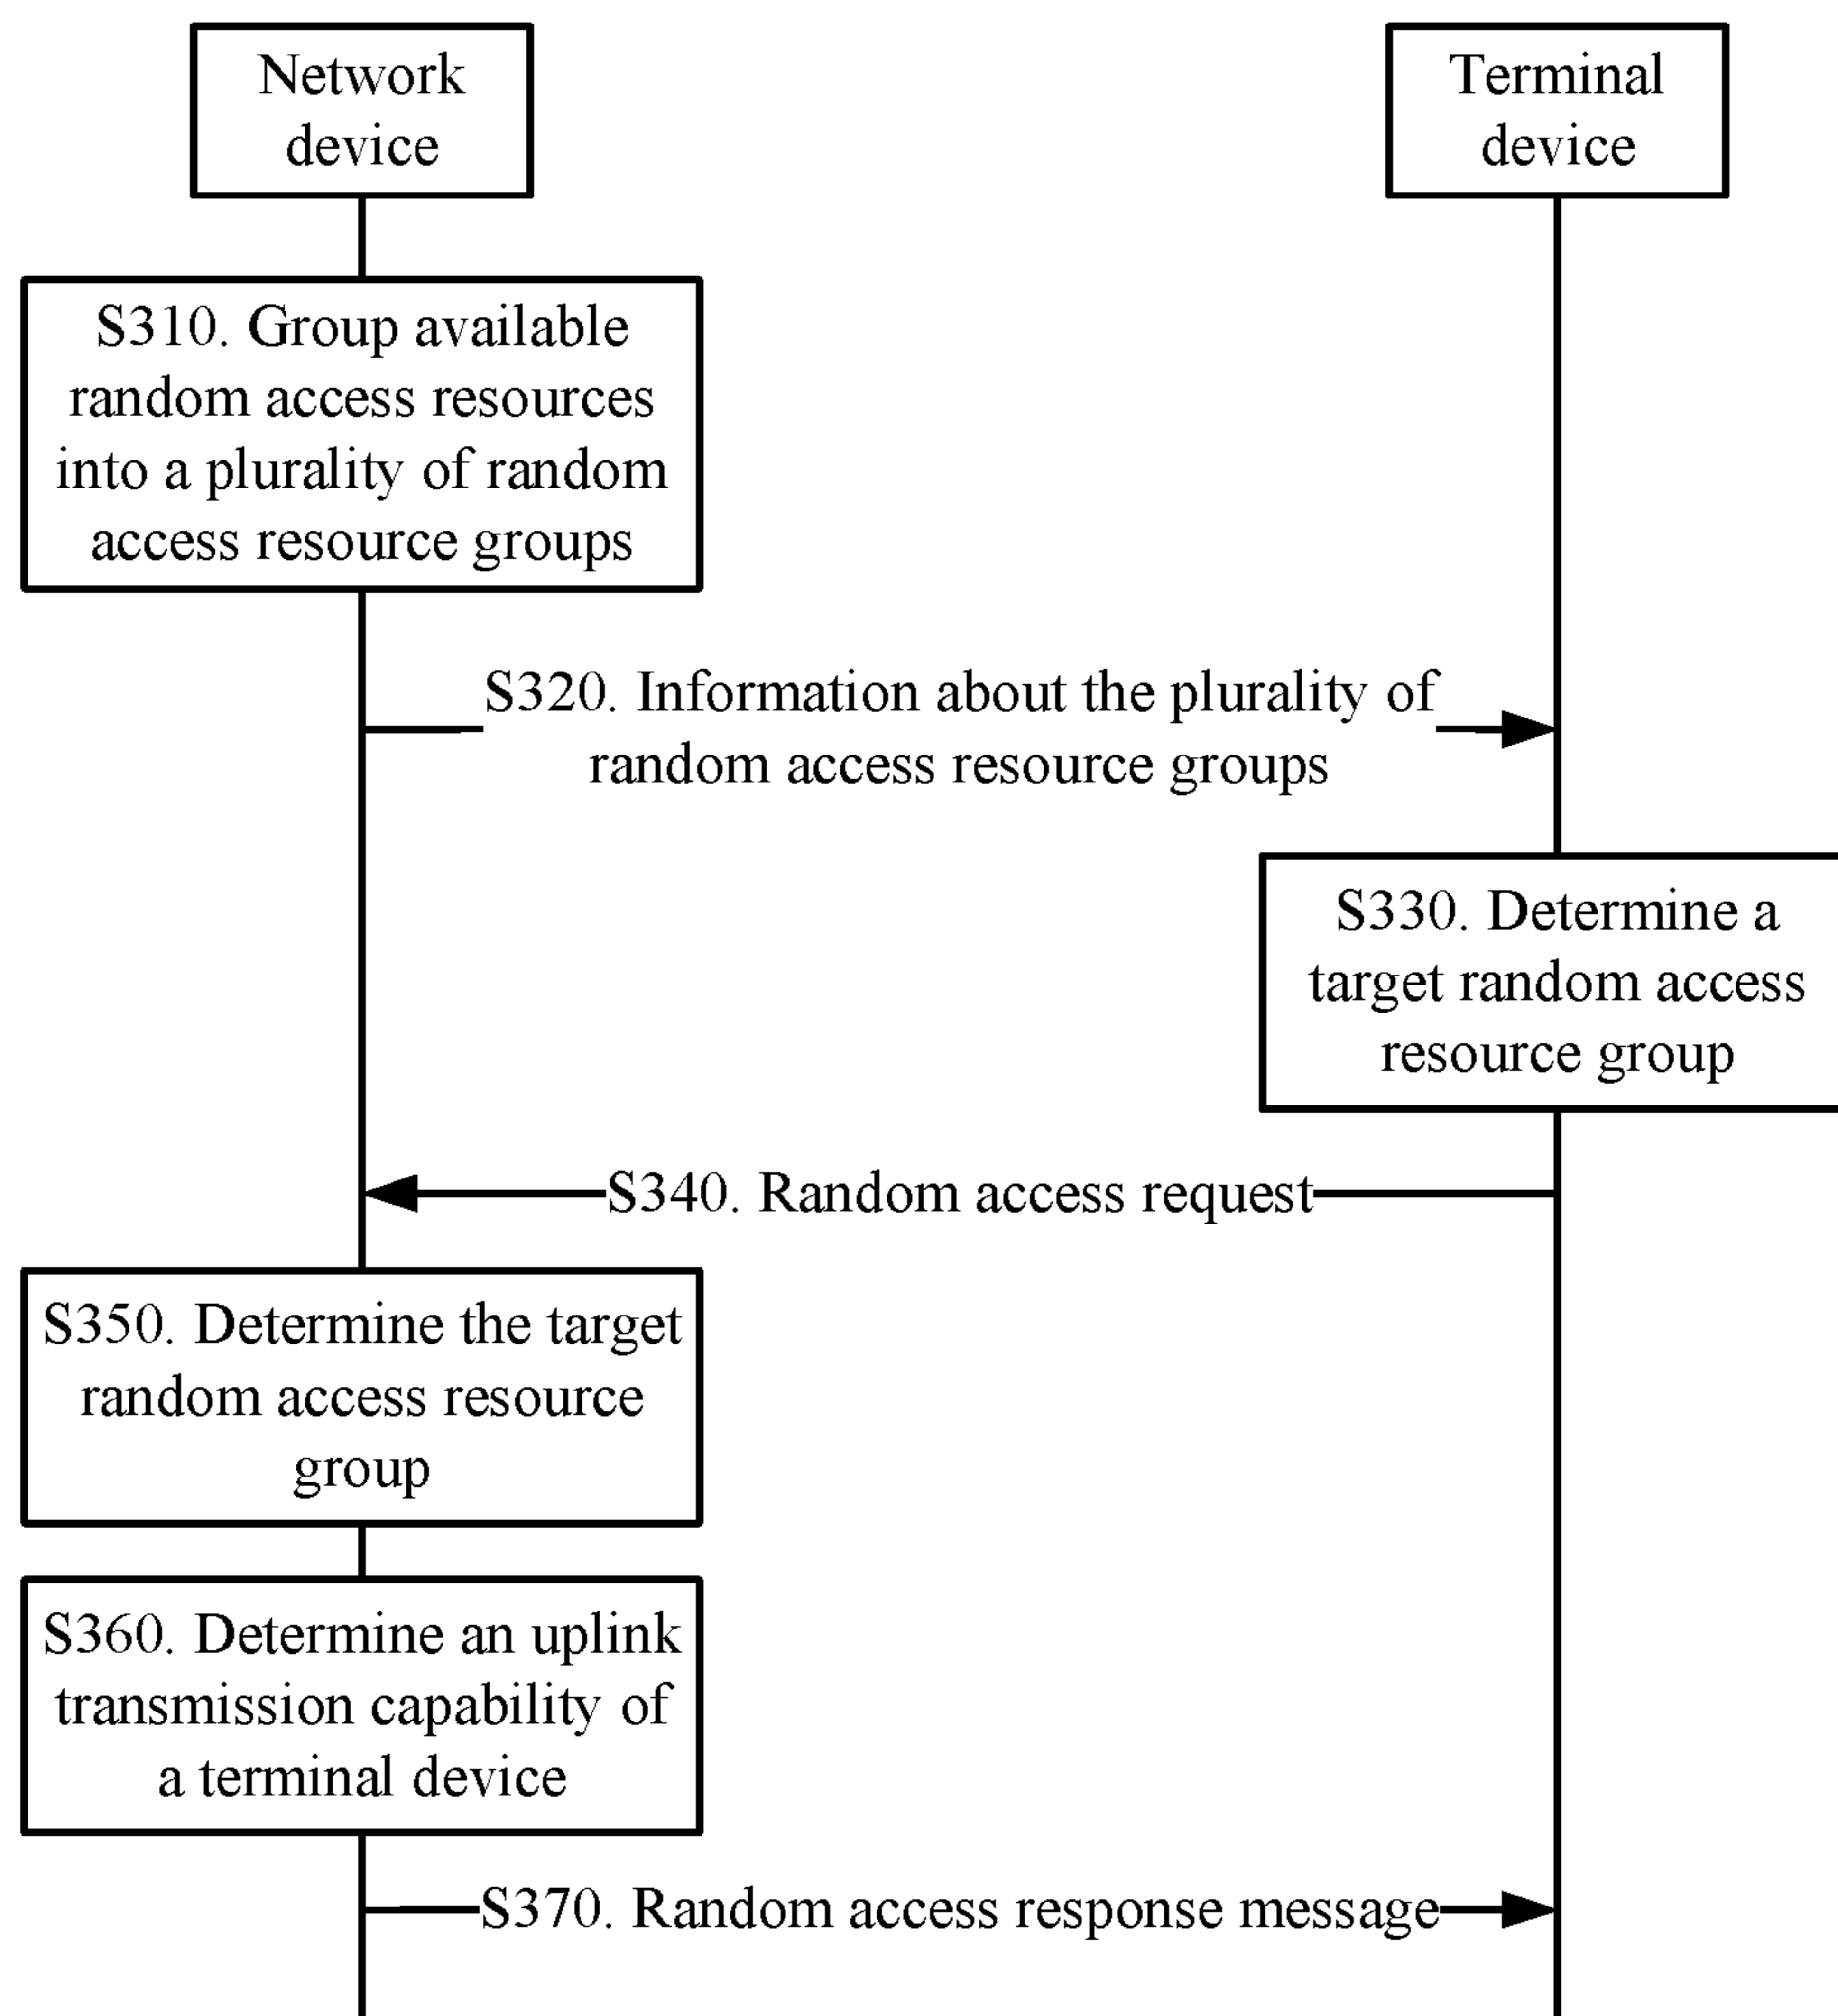 Network
device
Terminal
device
S310. Group available
random access resources
into a plurality of random
access resource groups
S320. Information about the plurality of
random access resource groups
S330. Determine a
target random access
resource group
S340. Random access request
S350. Determine the target
random access resource
group
S360. Determine an uplink
transmission capability of
a terminal device
S370. Random access response message